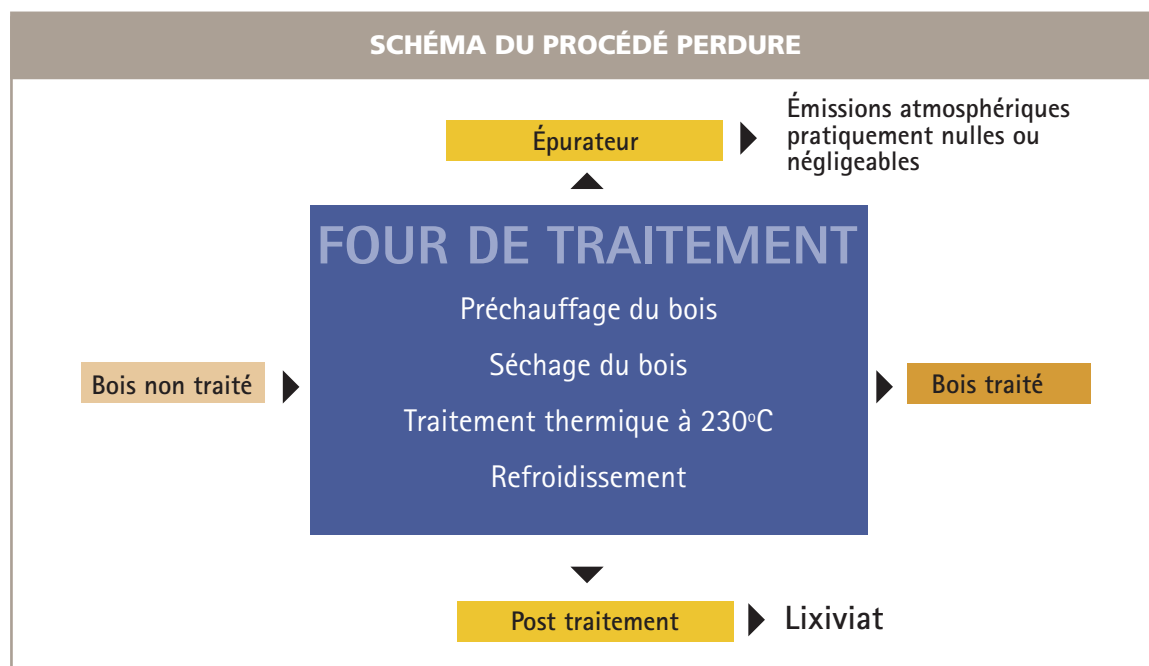 SCHÉMA DU PROCÉDÉ PERDURE
Épurateur
Émissions atmosphériques
pratiquement nulles ou
négligeables
FOUR DE TRAITEMENT
Préchauffage du bois
Séchage du bois
Traitement thermique à 230°C
Refroidissement
Bois non traité
Bois traité
Post traitement
Lixiviat